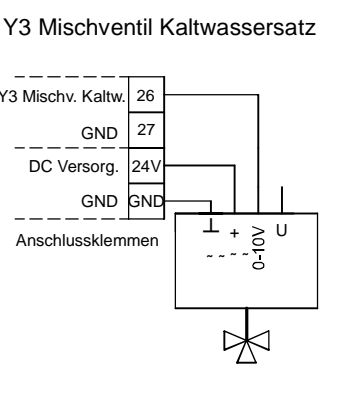 Y3 Mischventil Kaltwassersatz
Y3 Mischv. Kaltw. 26
GND 27
DC Versorg. 24V
GND GND
Anschlussklemmen
⊥ + 0-10V U
~ ~ ~ ~